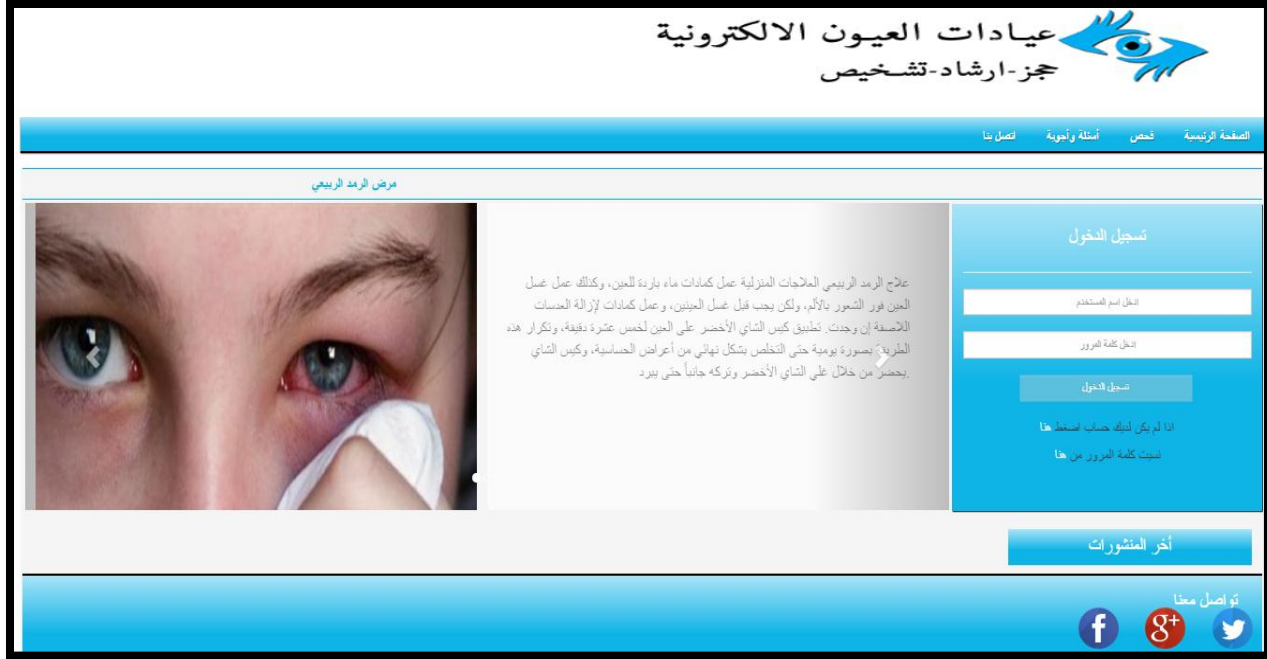 عيادات العيون الالكترونية
حجز-ارشاد-تشخيص
الصفحة الرئيسية فحص أسئلة وأجوبة اتصل بنا
مرض الرمد الربيعي
تسجيل الدخول
ادخل اسم المستخدم
ادخل كلمة المرور
تسجيل الدخول
اذا لم يكن لديك حساب اضغط هنا
نسيت كلمة المرور من هنا
علاج الرمد الربيعي العلاجات المنزلية عمل كمادات ماء باردة للعين، وكذلك عمل غسل
العين فور الشعور بالألم، ولكن يجب قبل غسل العينين، وعمل كمادات لإزالة العدسات
اللاصقة إن وجدت. تطبيق كيس الشاي الأخضر على العين لخمس عشرة دقيقة، وتكرار هذه
الطريقة بصورة يومية حتى التخلص بشكل نهائي من أعراض الحساسية، وكيس الشاي
.يحضر من خلال غلي الشاي الأخضر وتركه جانباً حتى يبرد
أخر المنشورات
تواصل معنا